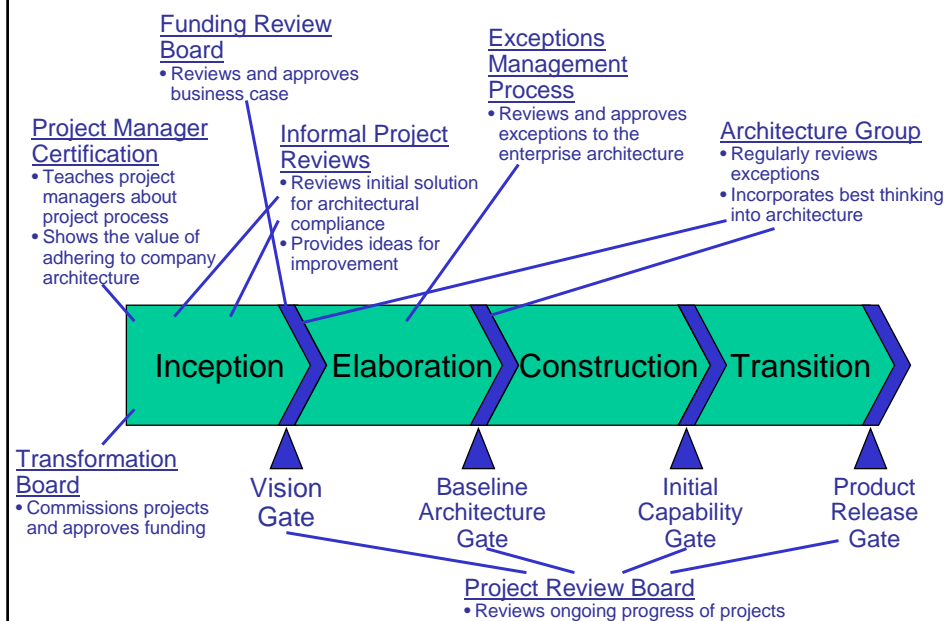 Funding Review
Board
• Reviews and approves
business case
Exceptions
Management
Process
• Reviews and approves
exceptions to the
enterprise architecture
Project Manager
Certification
• Teaches project
managers about
project process
• Shows the value of
adhering to company
architecture
Informal Project
Reviews
• Reviews initial solution
for architectural
compliance
• Provides ideas for
improvement
Architecture Group
• Regularly reviews
exceptions
• Incorporates best thinking
into architecture
Inception
Elaboration
Construction
Transition
Transformation
Board
• Commissions projects
and approves funding
Vision
Gate
Baseline
Architecture
Gate
Initial
Capability
Gate
Product
Release
Gate
Project Review Board
• Reviews ongoing progress of projects